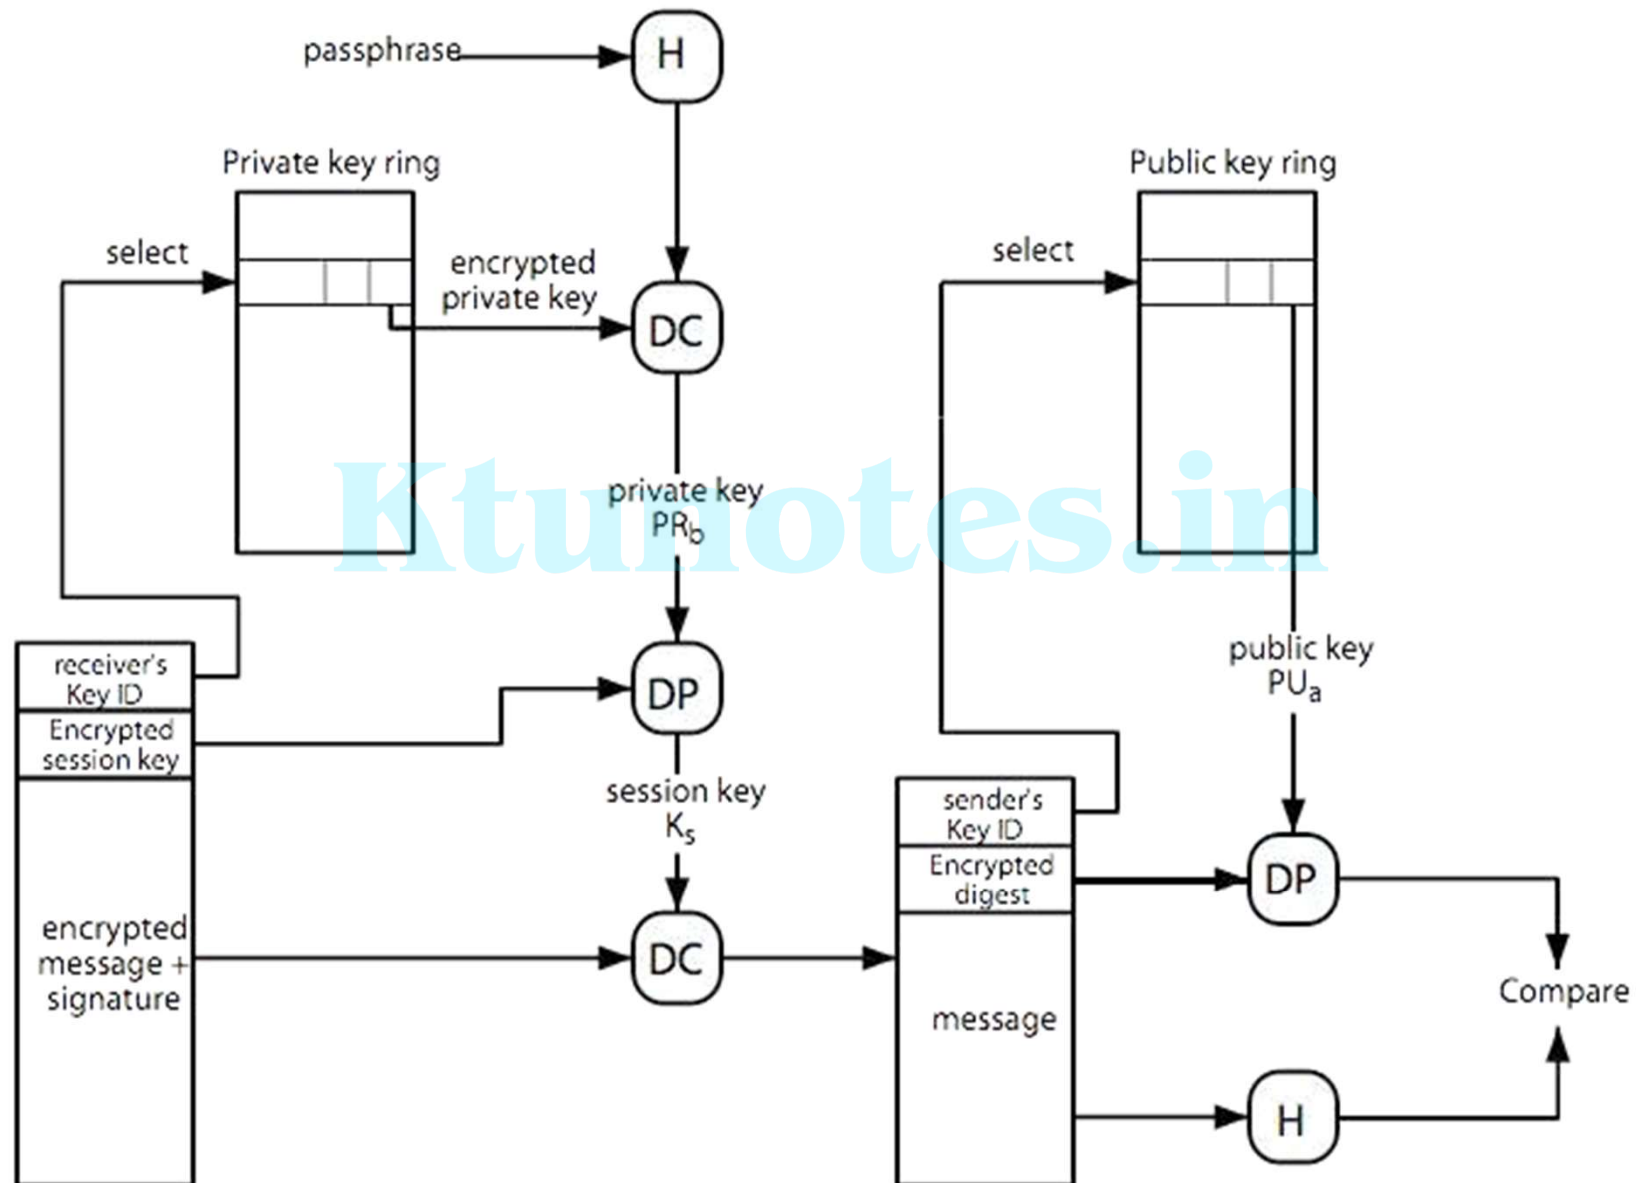 passphrase
H
Private key ring
Public key ring
select
encrypted
private key
select
DC
Ktunotes.in
private key
PRb
receiver's
Key ID
Encrypted
session key
DP
public key
PUa
session key
Ks
sender's
Key ID
Encrypted
digest
DP
encrypted
message +
signature
DC
Compare
message
H